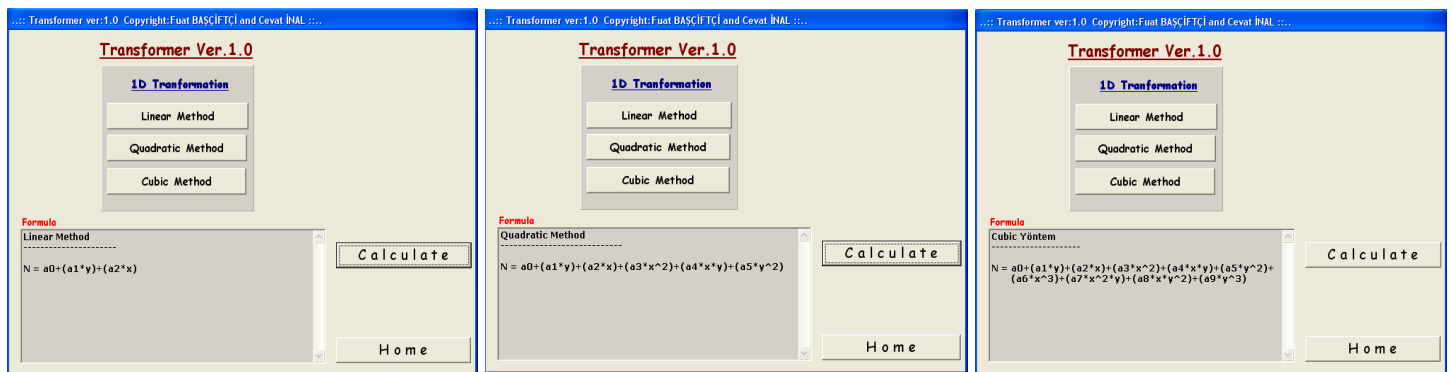 ..:: Transformer ver:1.0 Copyright:Fuat BAŞÇİFTÇİ and Cevat İNAL ::..
Transformer Ver.1.0
1D Tranformation
Linear Method
Quadratic Method
Cubic Method
Formula
Linear Method
----------------------
N = a0+(a1*y)+(a2*x)
Calculate
Home
..:: Transformer ver:1.0 Copyright:Fuat BAŞÇİFTÇİ and Cevat İNAL ::..
Transformer Ver.1.0
1D Tranformation
Linear Method
Quadratic Method
Cubic Method
Formula
Quadratic Method
----------------------------
N = a0+(a1*y)+(a2*x)+(a3*x^2)+(a4*x*y)+(a5*y^2)
Calculate
Home
..:: Transformer ver:1.0 Copyright:Fuat BAŞÇİFTÇİ and Cevat İNAL ::..
Transformer Ver.1.0
1D Tranformation
Linear Method
Quadratic Method
Cubic Method
Formula
Cubic Yöntem
---------------------
N = a0+(a1*y)+(a2*x)+(a3*x^2)+(a4*x*y)+(a5*y^2)+
(a6*x^3)+(a7*x^2*y)+(a8*x*y^2)+(a9*y^3)
Calculate
Home